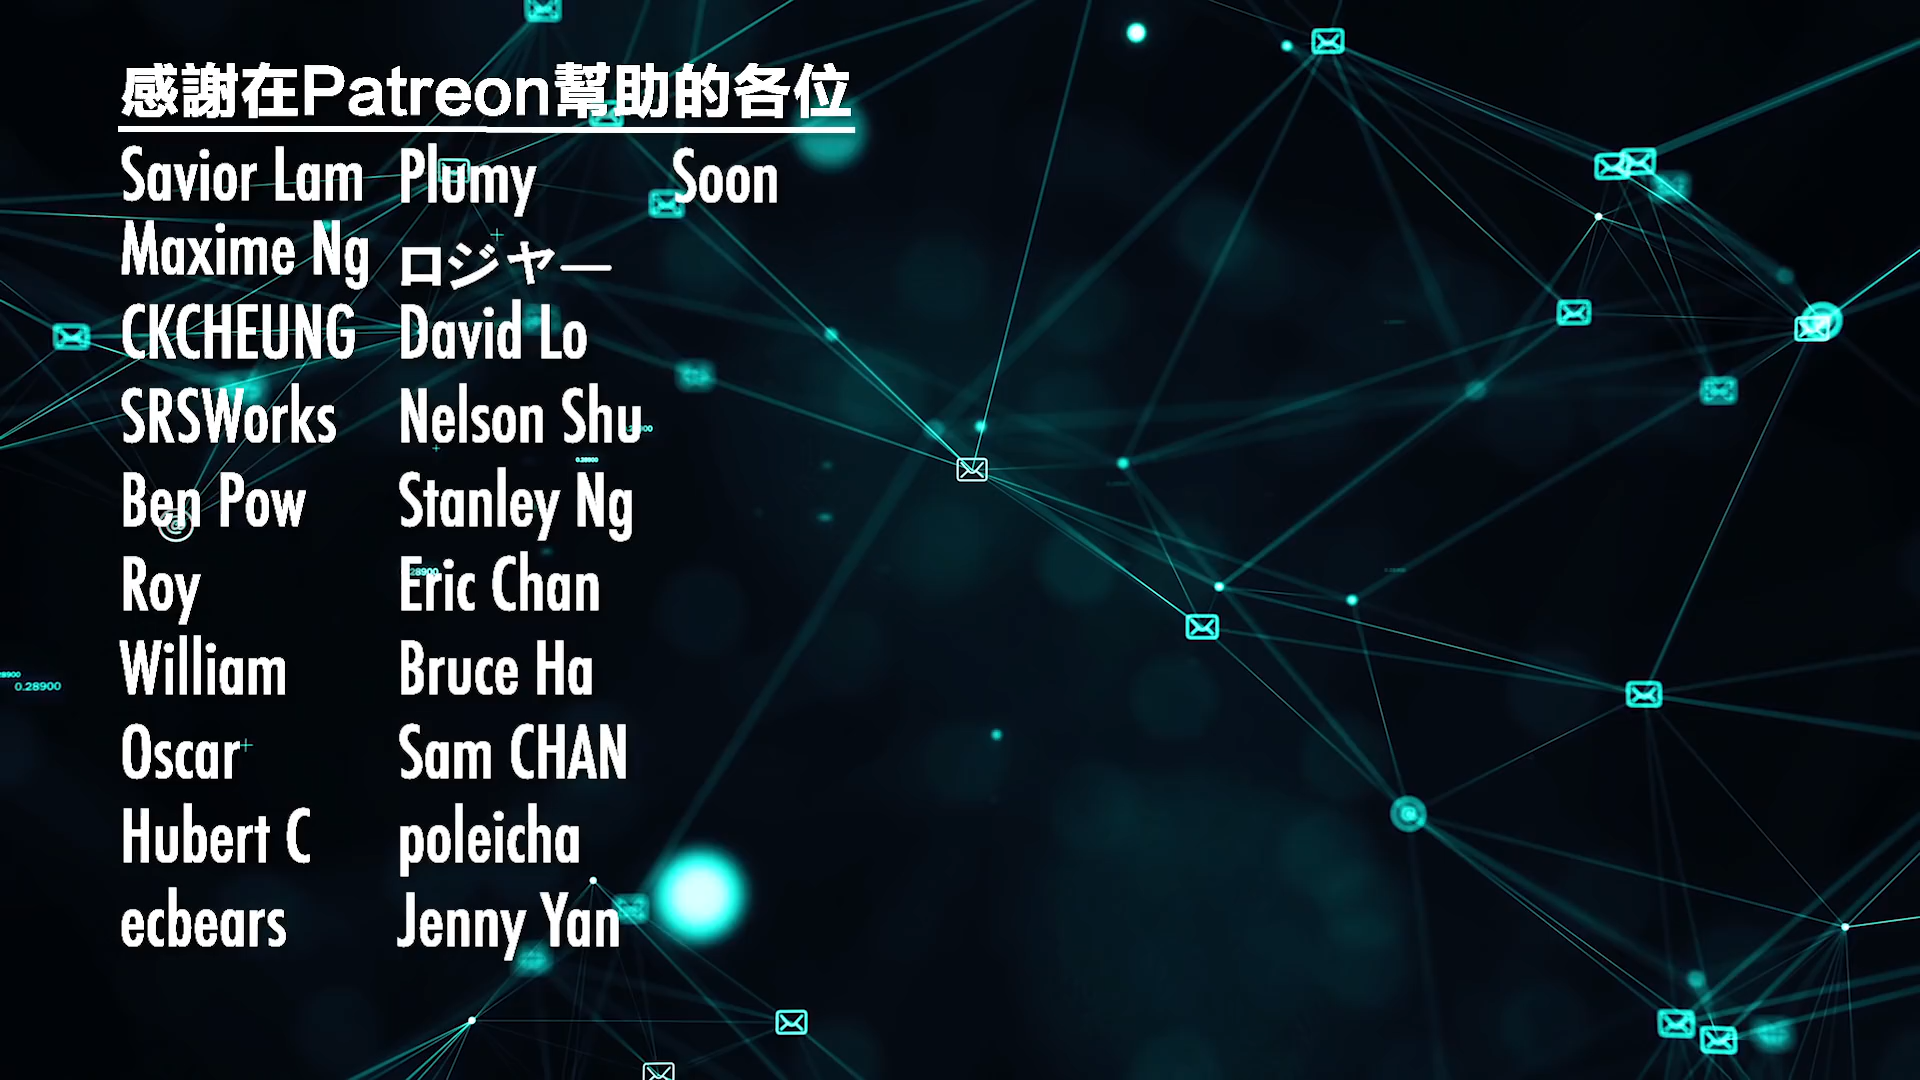 感謝在Patreon幫助的各位
Savior Lam
Maxime Ng
CKCHEUNG
SRSWorks
Ben Pow
Roy
William
Oscar
Hubert C
ecbears
Plumy
ロジャー
David Lo
Nelson Shu
Stanley Ng
Eric Chan
Bruce Ha
Sam CHAN
poleicha
Jenny Yan
Soon
0.28900